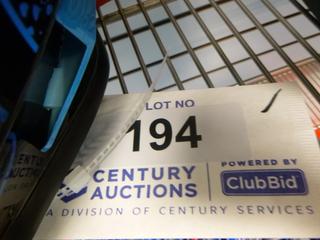 LOT NO
194
CENTURY
AUCTIONS
POWERED BY
ClubBid
A DIVISION OF CENTURY SERVICES